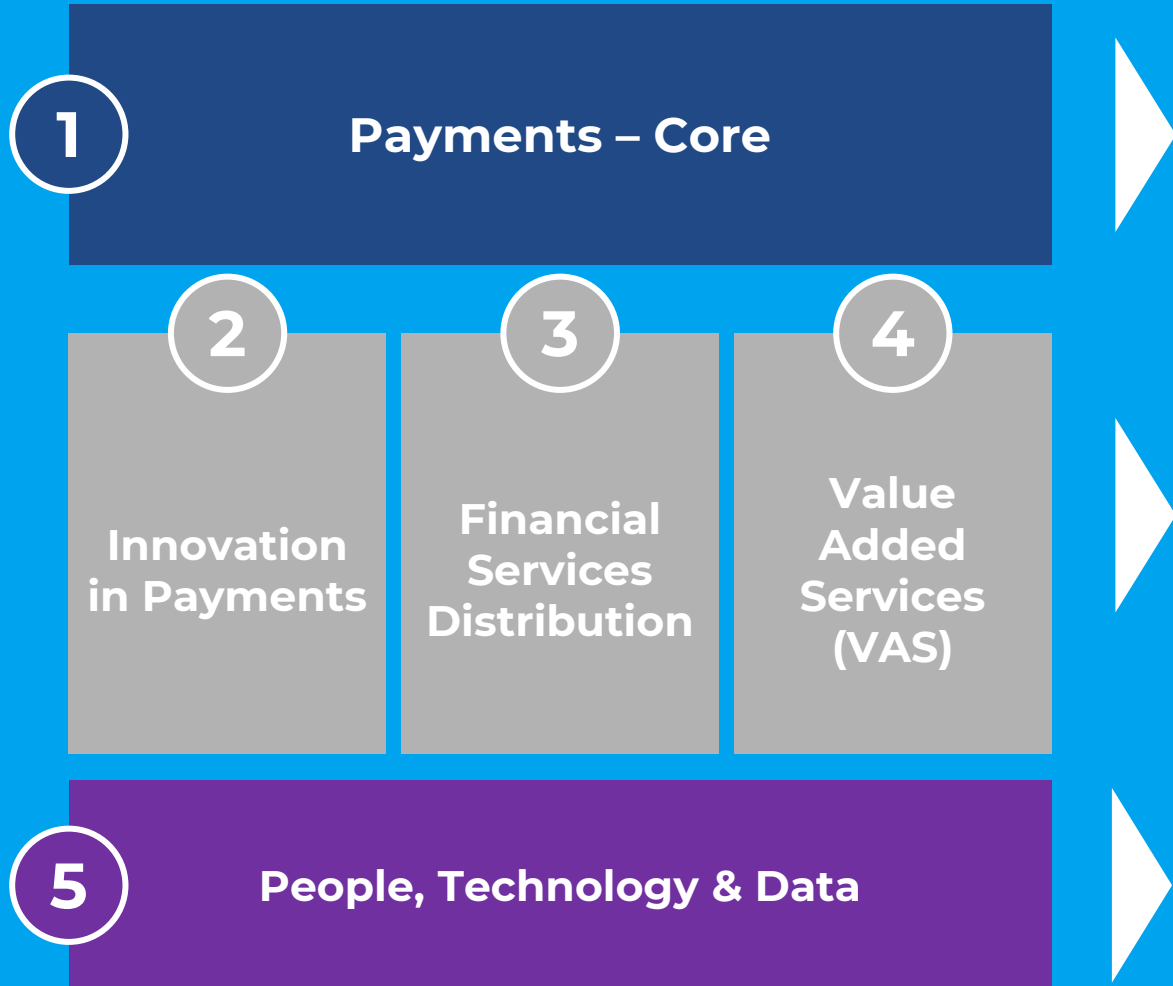 1
Payments – Core
2
3
4
Innovation
in Payments
Financial
Services
Distribution
Value
Added
Services
(VAS)
5
People, Technology & Data